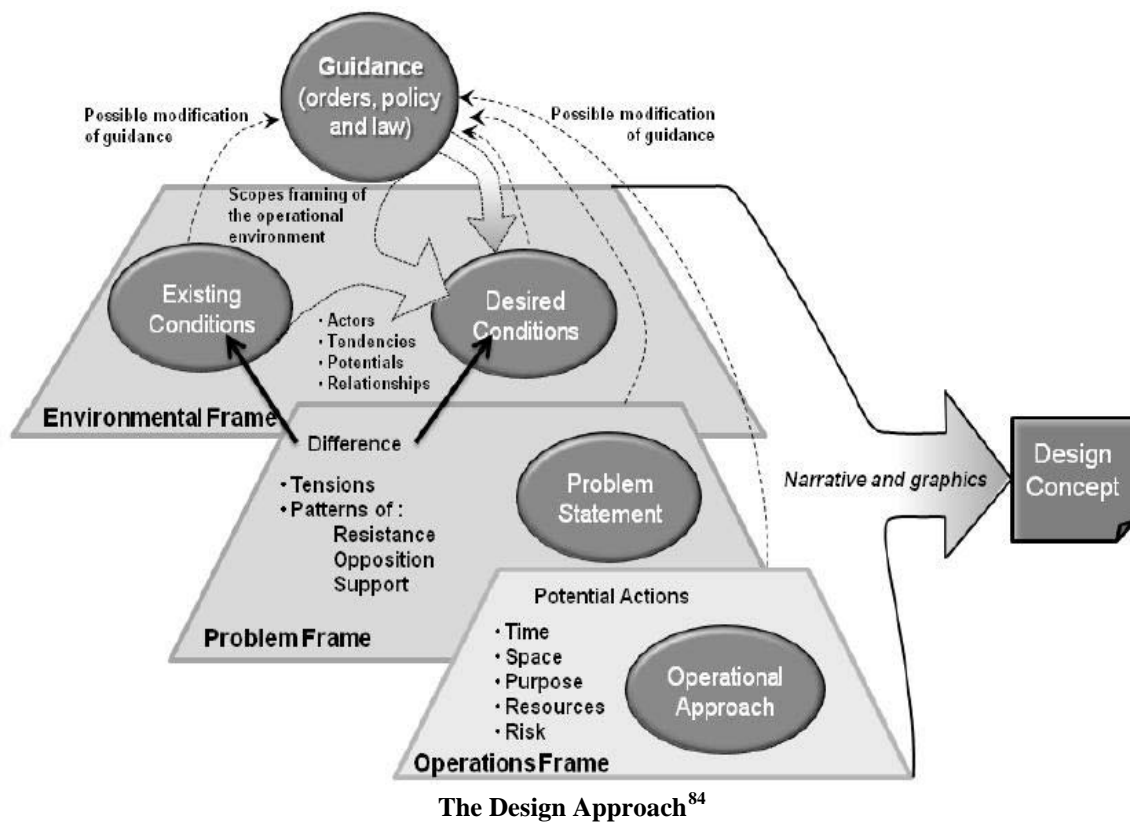 Guidance
(orders, policy
and law)
Possible modification
of guidance
Possible modification
of guidance
Scopes framing of
the operational
environment
Existing
Conditions
Desired
Conditions
• Actors
• Tendencies
• Potentials
• Relationships
Environmental Frame
Difference
• Tensions
• Patterns of :
Resistance
Opposition
Support
Problem
Statement
Problem Frame
Potential Actions
• Time
• Space
• Purpose
• Resources
• Risk
Operational
Approach
Operations Frame
Narrative and graphics
Design
Concept
The Design Approach84